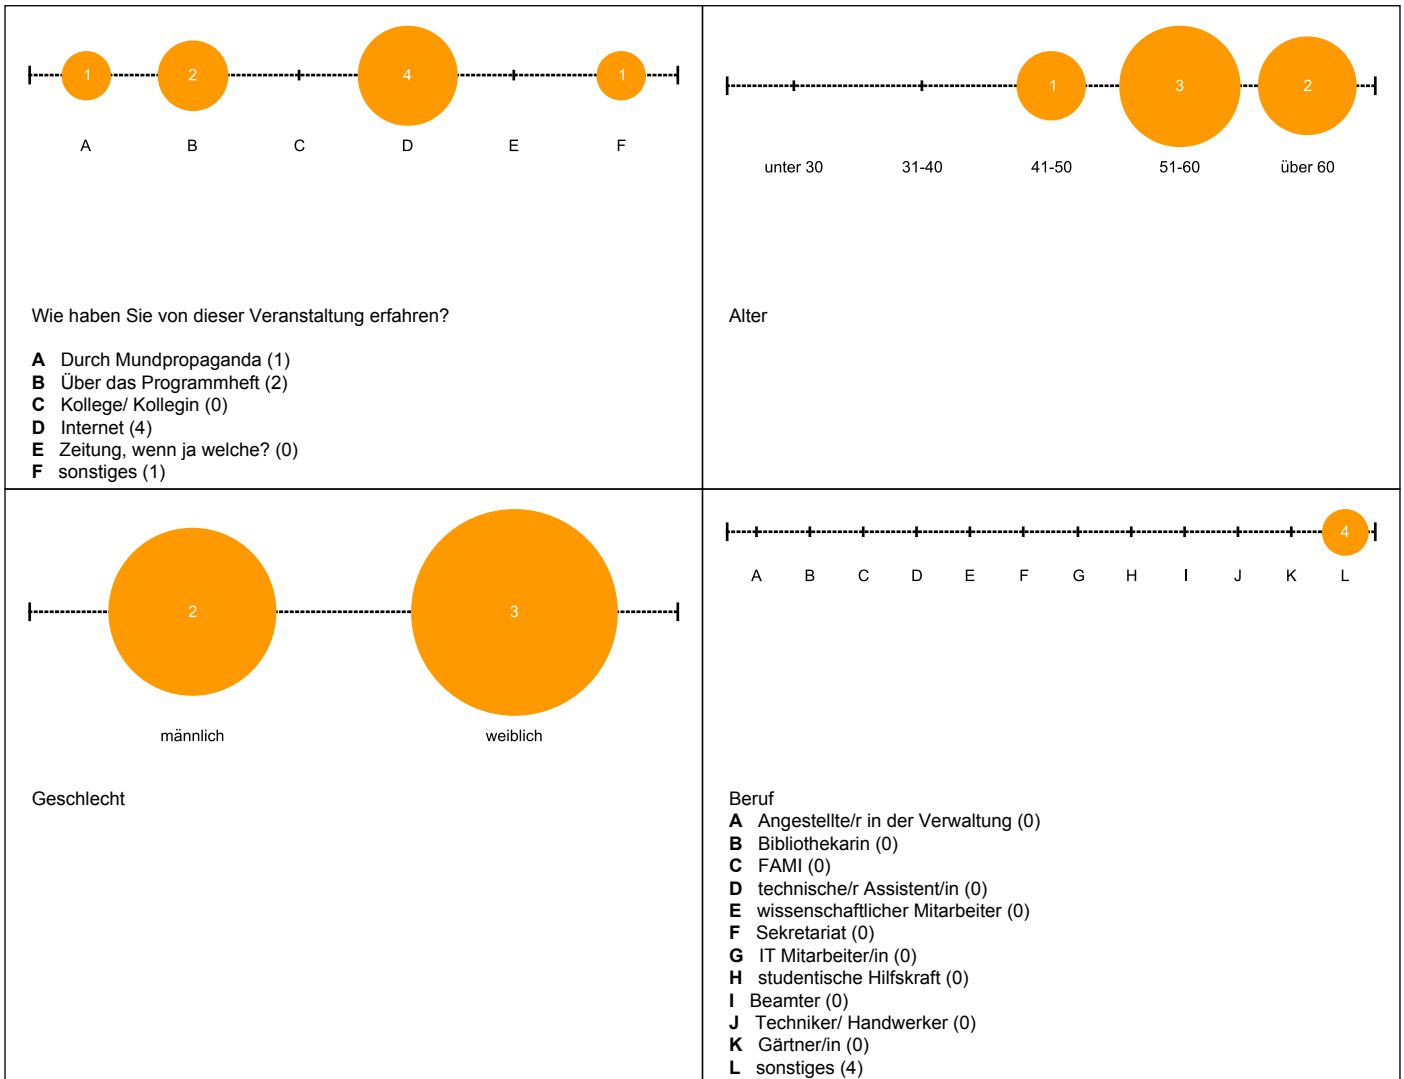 1 2 4 1
A B C D E F
Wie haben Sie von dieser Veranstaltung erfahren?
A Durch Mundpropaganda (1)
B Über das Programmheft (2)
C Kollege/ Kollegin (0)
D Internet (4)
E Zeitung, wenn ja welche? (0)
F sonstiges (1)
1 3 2
unter 30 31-40 41-50 51-60 über 60
Alter
2 3
männlich weiblich
Geschlecht
4
A B C D E F G H I J K L
Beruf
A Angestellte/r in der Verwaltung (0)
B Bibliothekarin (0)
C FAMI (0)
D technische/r Assistent/in (0)
E wissenschaftlicher Mitarbeiter (0)
F Sekretariat (0)
G IT Mitarbeiter/in (0)
H studentische Hilfskraft (0)
I Beamter (0)
J Techniker/ Handwerker (0)
K Gärtner/in (0)
L sonstiges (4)